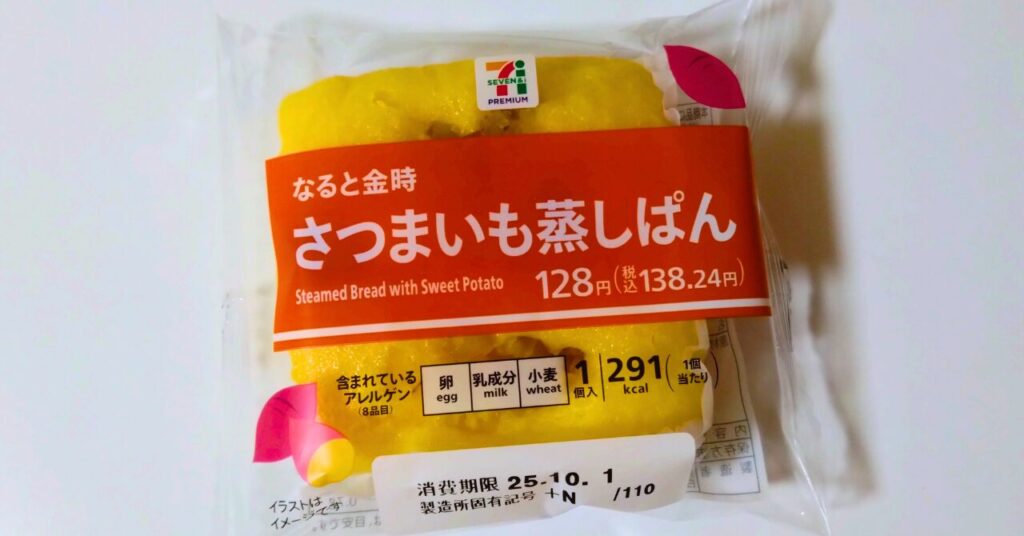 7i
SEVEN&i
PREMIUM
なると金時
さつまいも蒸しぱん
Steamed Bread with Sweet Potato
128円(税込138.24円)
含まれている
アレルゲン
(8品目)
卵
egg
乳成分
milk
小麦
wheat
1
個入
291
kcal
(1個
当たり)
消費期限 25.10. 1
製造所固有記号 +N /110
イラストは
イメージです